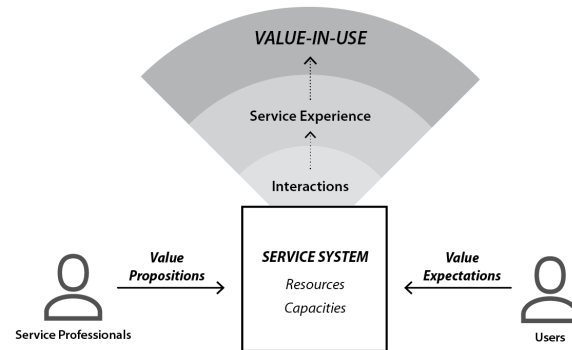 VALUE-IN-USE
Service Experience
Interactions
Value
Propositions
SERVICE SYSTEM
Resources
Capacities
Value
Expectations
Service Professionals
Users